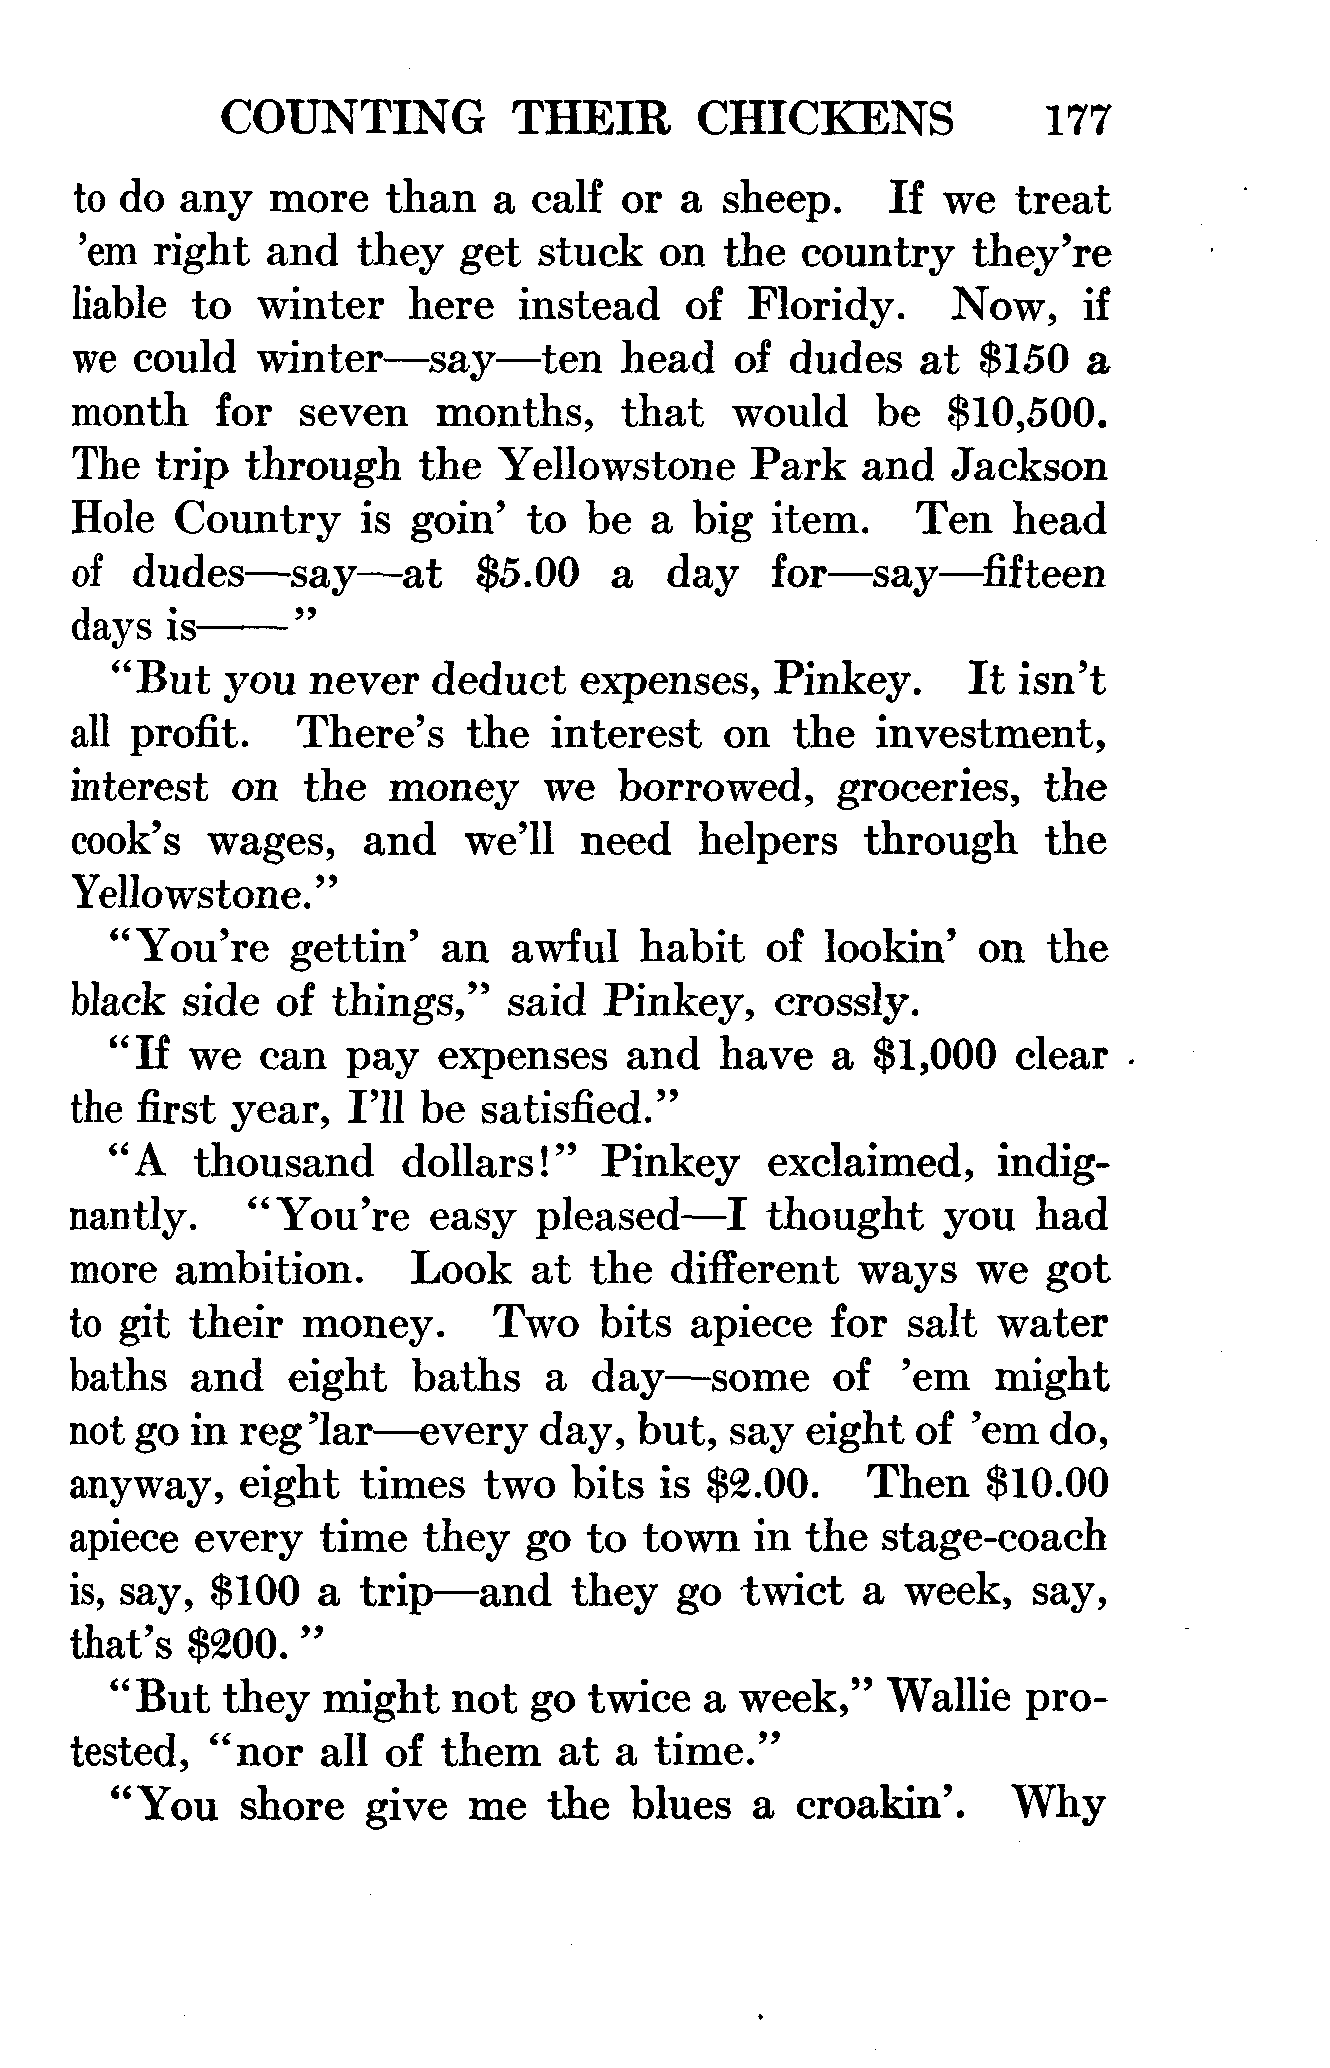 COUNTING THEIR CHICKENS 177
to do any more than a calf or a sheep. If we treat
'em right and they get stuck on the country they're
liable to winter here instead of Floridy. Now, if
we could winter—say—ten head of dudes at $150 a
month for seven months, that would be $10,500.
The trip through the Yellowstone Park and Jackson
Hole Country is goin' to be a big item. Ten head
of dudes—say—at $5.00 a day for—say—fifteen
days is——"
"But you never deduct expenses, Pinkey. It isn't
all profit. There's the interest on the investment,
interest on the money we borrowed, groceries, the
cook's wages, and we'll need helpers through the
Yellowstone."
"You're gettin' an awful habit of lookin' on the
black side of things," said Pinkey, crossly.
"If we can pay expenses and have a $1,000 clear
the first year, I'll be satisfied."
"A thousand dollars!" Pinkey exclaimed, indig-
nantly. "You're easy pleased—I thought you had
more ambition. Look at the different ways we got
to git their money. Two bits apiece for salt water
baths and eight baths a day—some of 'em might
not go in reg'lar—every day, but, say eight of 'em do,
anyway, eight times two bits is $2.00. Then $10.00
apiece every time they go to town in the stage-coach
is, say, $100 a trip—and they go twict a week, say,
that's $200."
"But they might not go twice a week," Wallie pro-
tested, "nor all of them at a time."
"You shore give me the blues a croakin'. Why